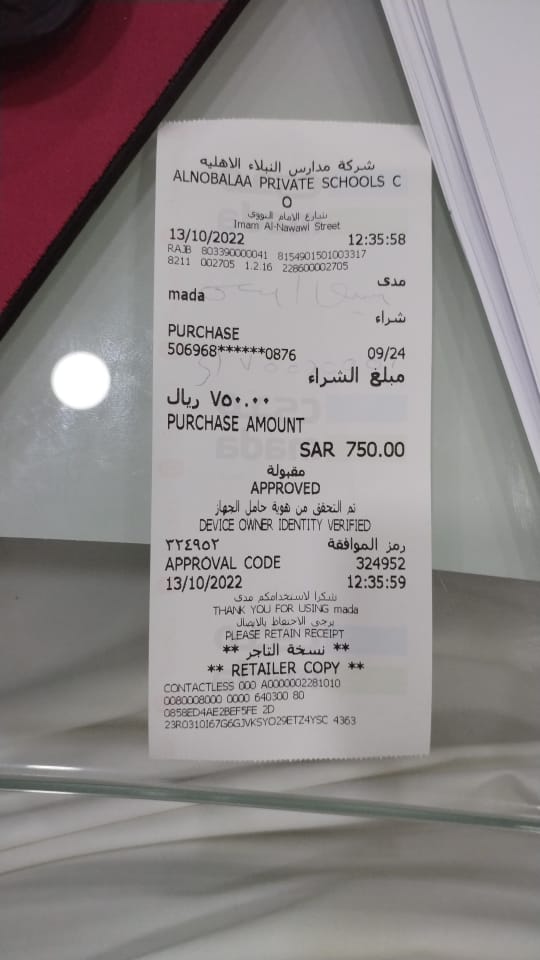 شركة مدارس النبلاء الاهليه
ALNOBALAA PRIVATE SCHOOLS C
O
شارع الامام النووي
Imam Al-Nawawi Street
13/10/2022 12:35:58
RAJB 803390000041 8154901501003317
8211 002705 1.2.16 228600002705
مدى
mada
شراء
PURCHASE
506968******0876 09/24
مبلغ الشراء
٧٥٠.٠٠ ريال
PURCHASE AMOUNT
SAR 750.00
مقبولة
APPROVED
تم التحقق من هوية حامل الجهاز
DEVICE OWNER IDENTITY VERIFIED
رمز الموافقة ٣٢٤٩٥٢
APPROVAL CODE 324952
13/10/2022 12:35:59
شكرا لاستخدامكم مدى
THANK YOU FOR USING mada
يرجى الاحتفاظ بالايصال
PLEASE RETAIN RECEIPT
** نسخة التاجر **
** RETAILER COPY **
CONTACTLESS 000 A0000002281010
0080008000 0000 640300 80
0858ED4AE2BEF5FE 2D
23R0310I67G6GJVKSYO29ETZ4YSC 4363